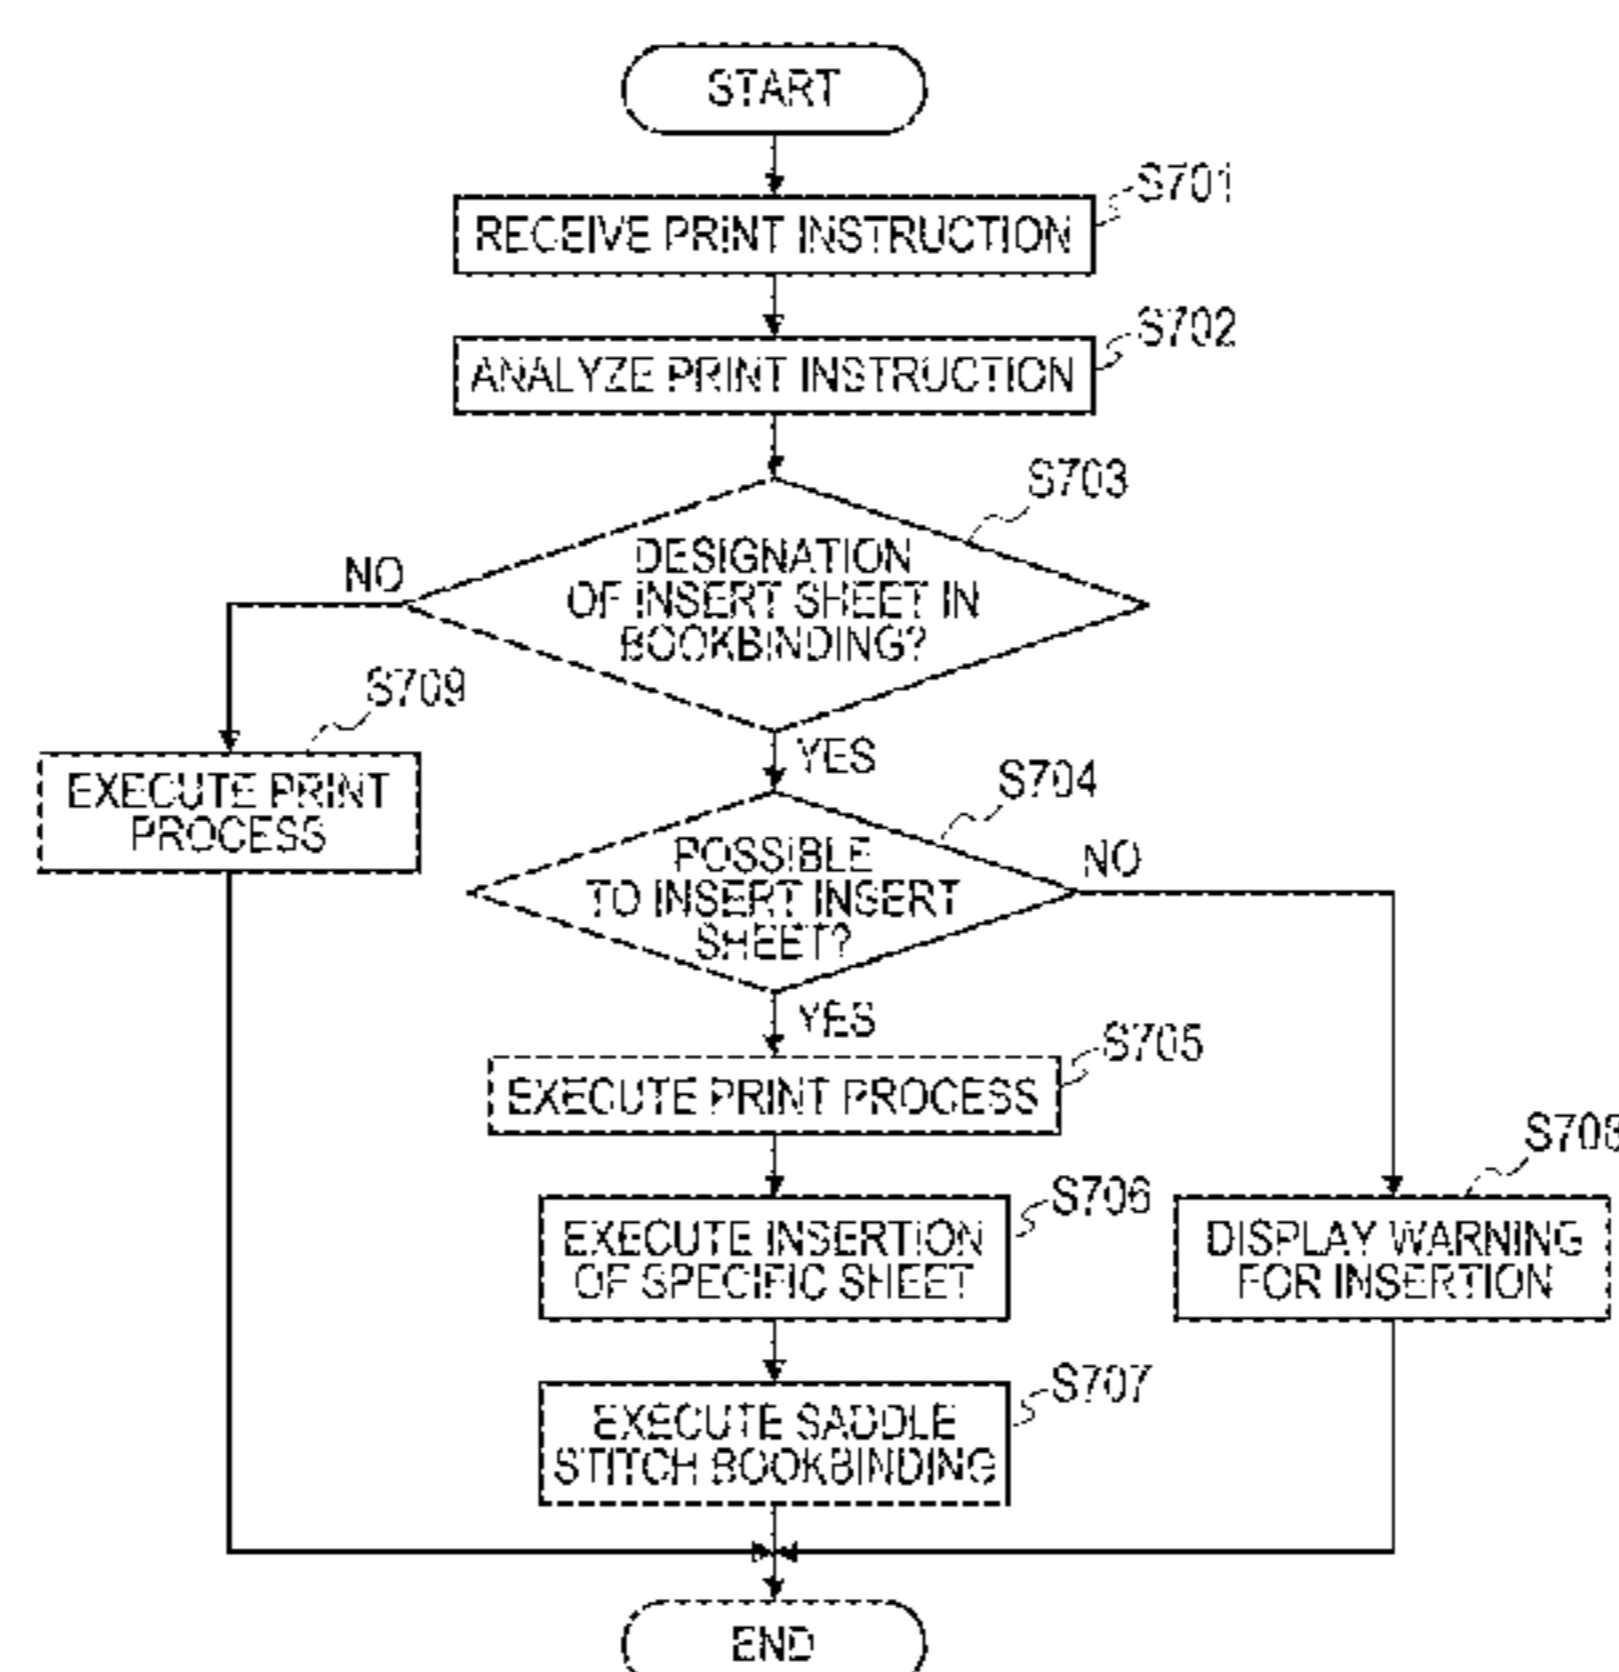 START
S701
RECEIVE PRINT INSTRUCTION
S702
ANALYZE PRINT INSTRUCTION
S703
DESIGNATION
OF INSERT SHEET IN
BOOKBINDING?
NO
S709
EXECUTE PRINT
PROCESS
YES
S704
POSSIBLE
TO INSERT INSERT
SHEET?
NO
YES
S705
EXECUTE PRINT PROCESS
S706
EXECUTE INSERTION
OF SPECIFIC SHEET
S708
DISPLAY WARNING
FOR INSERTION
S707
EXECUTE SADDLE
STITCH BOOKBINDING
END